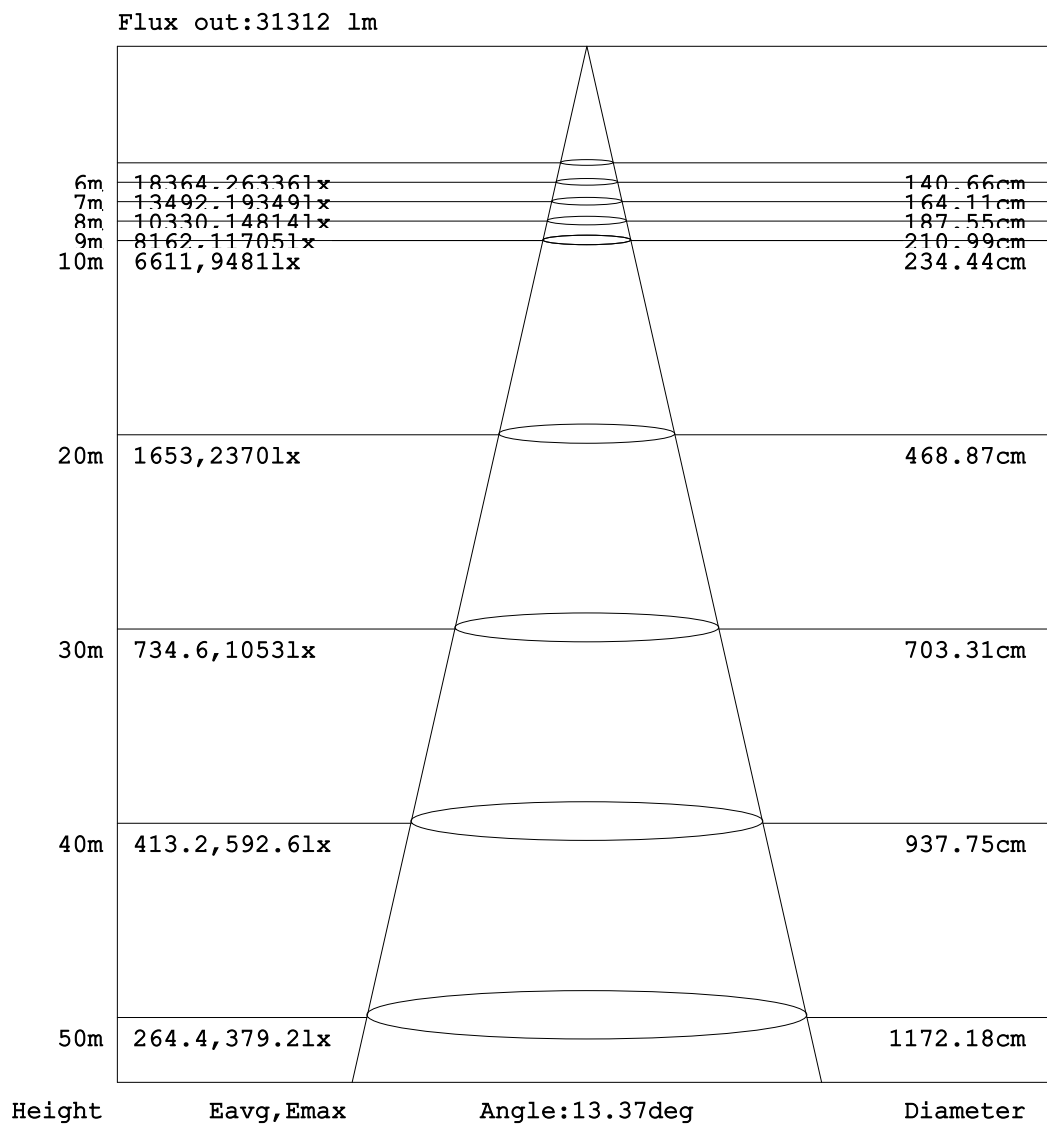 Flux out:31312 lm
6m 18364,26336lx 140.66cm
7m 13492,19349lx 164.11cm
8m 10330,14814lx 187.55cm
9m 8162,11705lx 210.99cm
10m 6611,9481lx 234.44cm
20m 1653,2370lx 468.87cm
30m 734.6,1053lx 703.31cm
40m 413.2,592.6lx 937.75cm
50m 264.4,379.2lx 1172.18cm
Height Eavg,Emax Angle:13.37deg Diameter